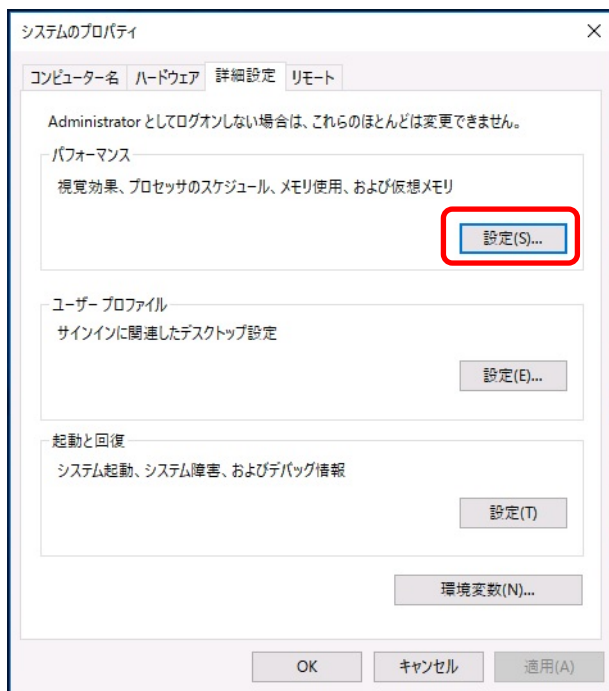 システムのプロパティ
コンピューター名 ハードウェア 詳細設定 リモート
Administrator としてログオンしない場合は、これらのほとんどは変更できません。
パフォーマンス
視覚効果、プロセッサのスケジュール、メモリ使用、および仮想メモリ
設定(S)...
ユーザー プロファイル
サインインに関連したデスクトップ設定
設定(E)...
起動と回復
システム起動、システム障害、およびデバッグ情報
設定(T)
環境変数(N)...
OK キャンセル 適用(A)